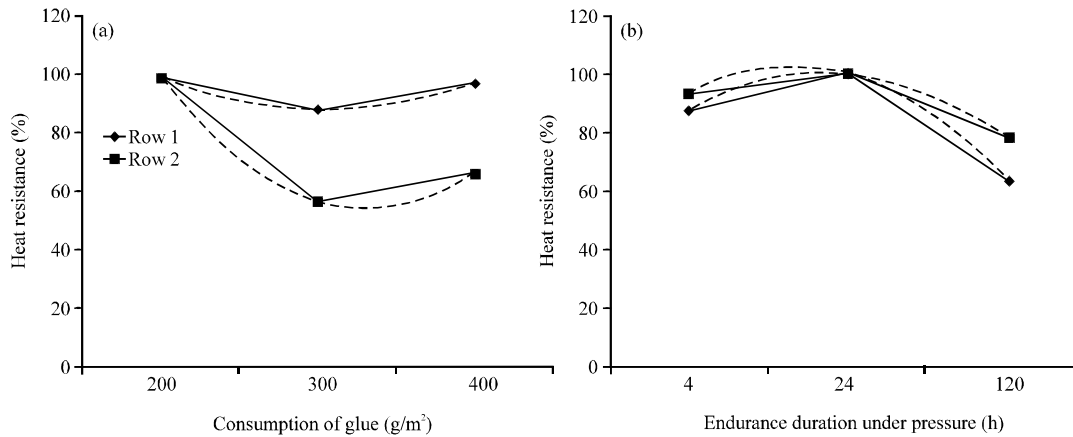 (a)
120
100
80
60
40
20
0
Heat resistance (%)
Row 1
Row 2
200 300 400
Consumption of glue (g/m²)
(b)
120
100
80
60
40
20
0
Heat resistance (%)
4 24 120
Endurance duration under pressure (h)